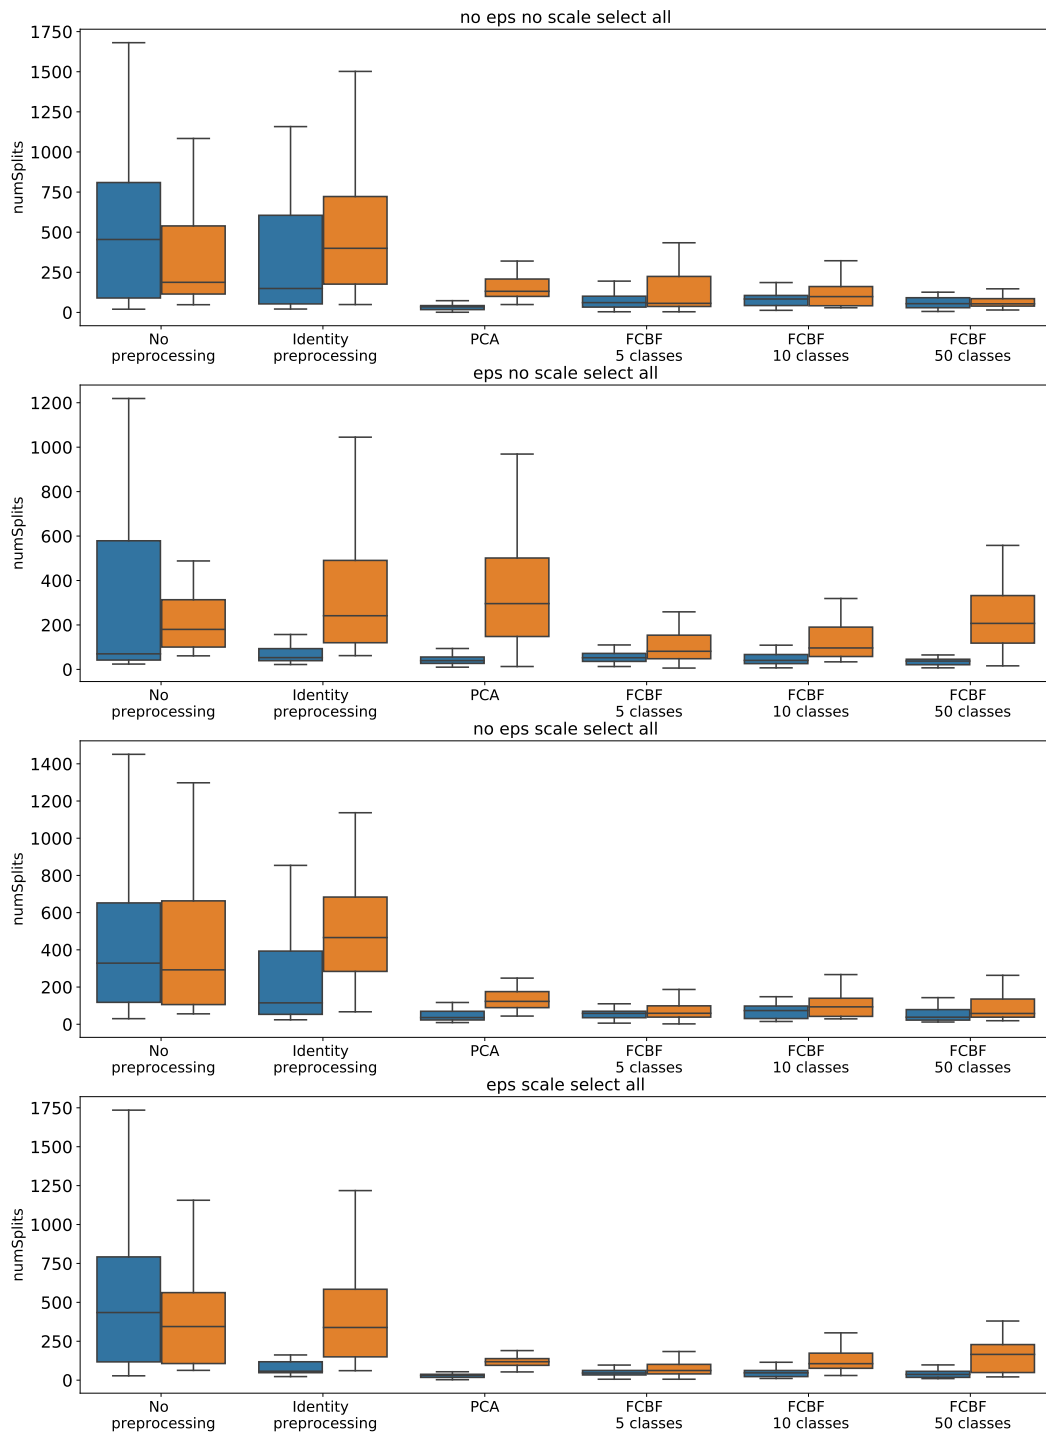 no eps no scale select all
1750
1500
1250
1000
750
500
250
0
numSplits
No preprocessing
Identity preprocessing
PCA
FCBF 5 classes
FCBF 10 classes
FCBF 50 classes
eps no scale select all
1200
1000
800
600
400
200
0
numSplits
No preprocessing
Identity preprocessing
PCA
FCBF 5 classes
FCBF 10 classes
FCBF 50 classes
no eps scale select all
1400
1200
1000
800
600
400
200
0
numSplits
No preprocessing
Identity preprocessing
PCA
FCBF 5 classes
FCBF 10 classes
FCBF 50 classes
eps scale select all
1750
1500
1250
1000
750
500
250
0
numSplits
No preprocessing
Identity preprocessing
PCA
FCBF 5 classes
FCBF 10 classes
FCBF 50 classes